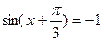 sin( x + π/3 ) = −1